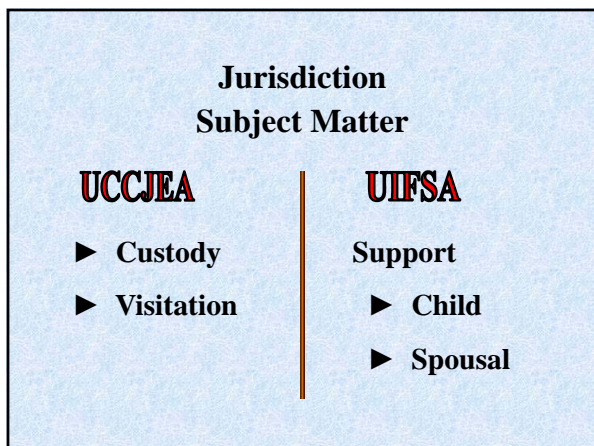 Jurisdiction
Subject Matter
UCCJEA
► Custody
► Visitation
UIFSA
Support
► Child
► Spousal